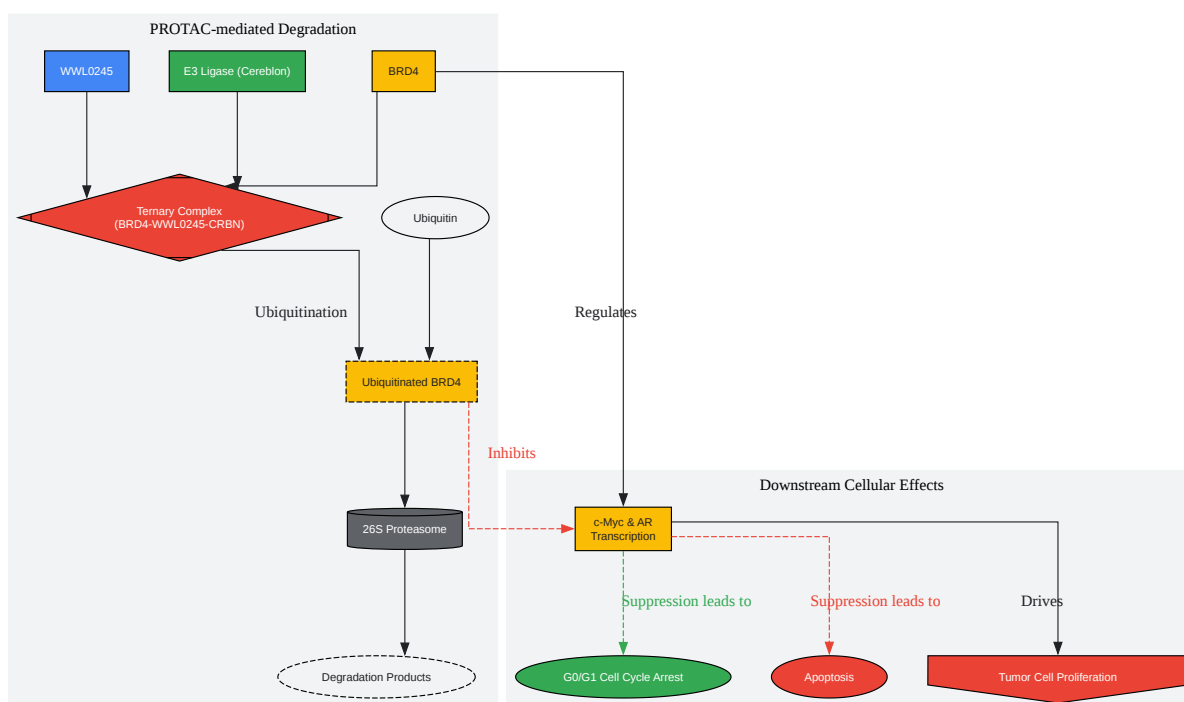 PROTAC-mediated Degradation
WWL0245
E3 Ligase (Cereblon)
BRD4
Ternary Complex
(BRD4-WWL0245-CRBN)
Ubiquitin
Ubiquitination
Regulates
Ubiquitinated BRD4
Inhibits
Downstream Cellular Effects
26S Proteasome
c-Myc & AR
Transcription
Suppression leads to
Suppression leads to
Drives
Degradation Products
G0/G1 Cell Cycle Arrest
Apoptosis
Tumor Cell Proliferation